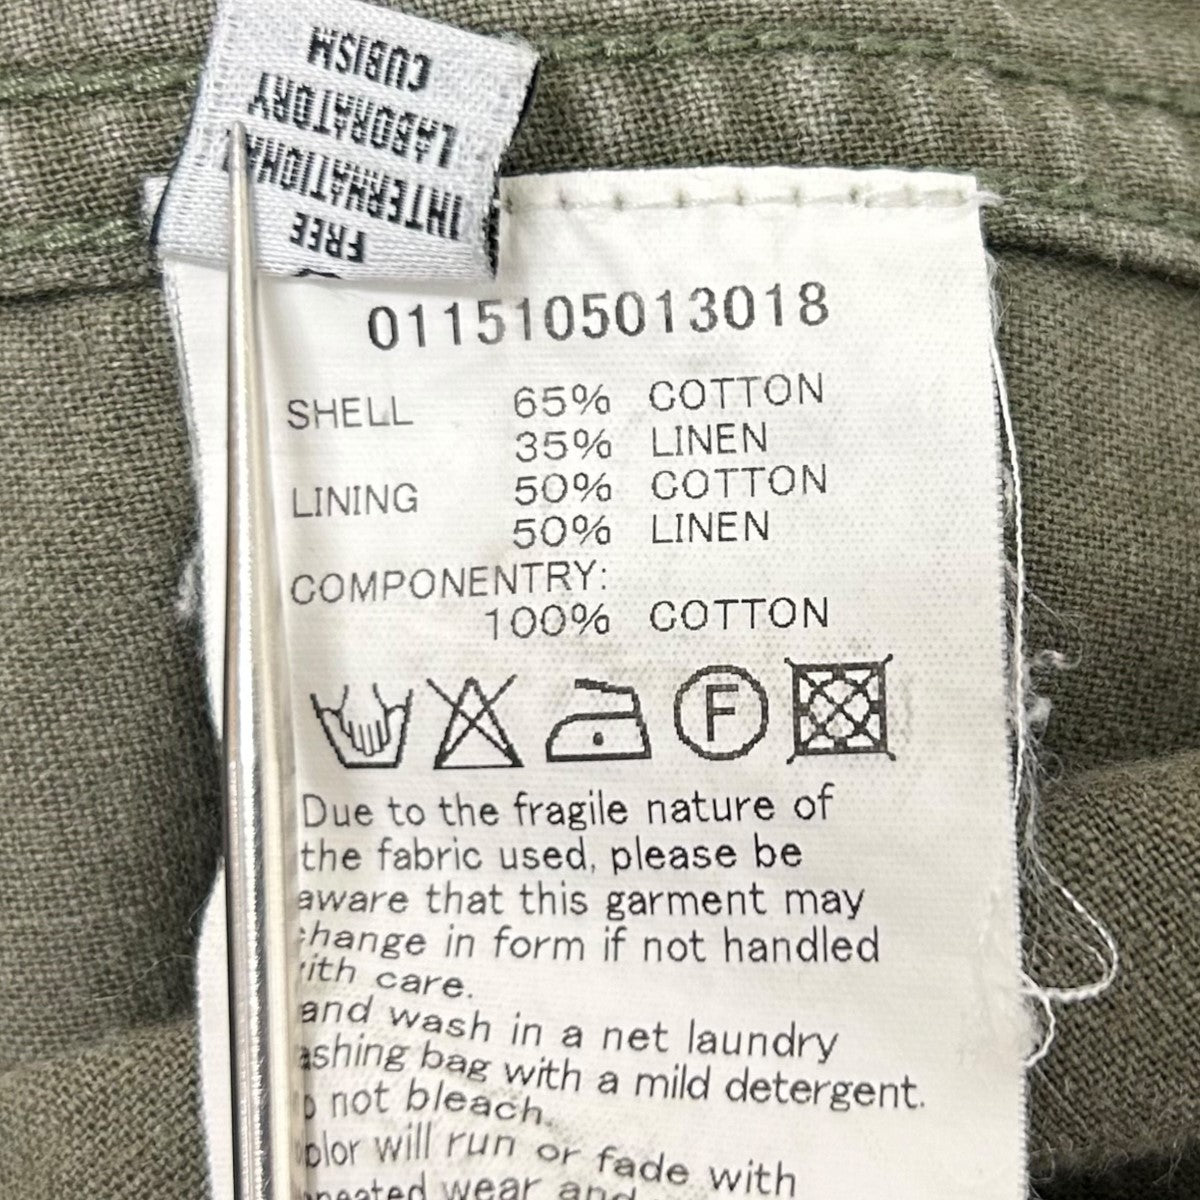 FREE
INTERNATIONAL
LABORATORY
CUBISM
0115105013018
SHELL 65% COTTON
35% LINEN
LINING 50% COTTON
50% LINEN
COMPONENTRY:
100% COTTON
F
Due to the fragile nature of
the fabric used, please be
aware that this garment may
change in form if not handled
with care.
and wash in a net laundry
ashing bag with a mild detergent.
o not bleach.
olor will run or fade with
wear and